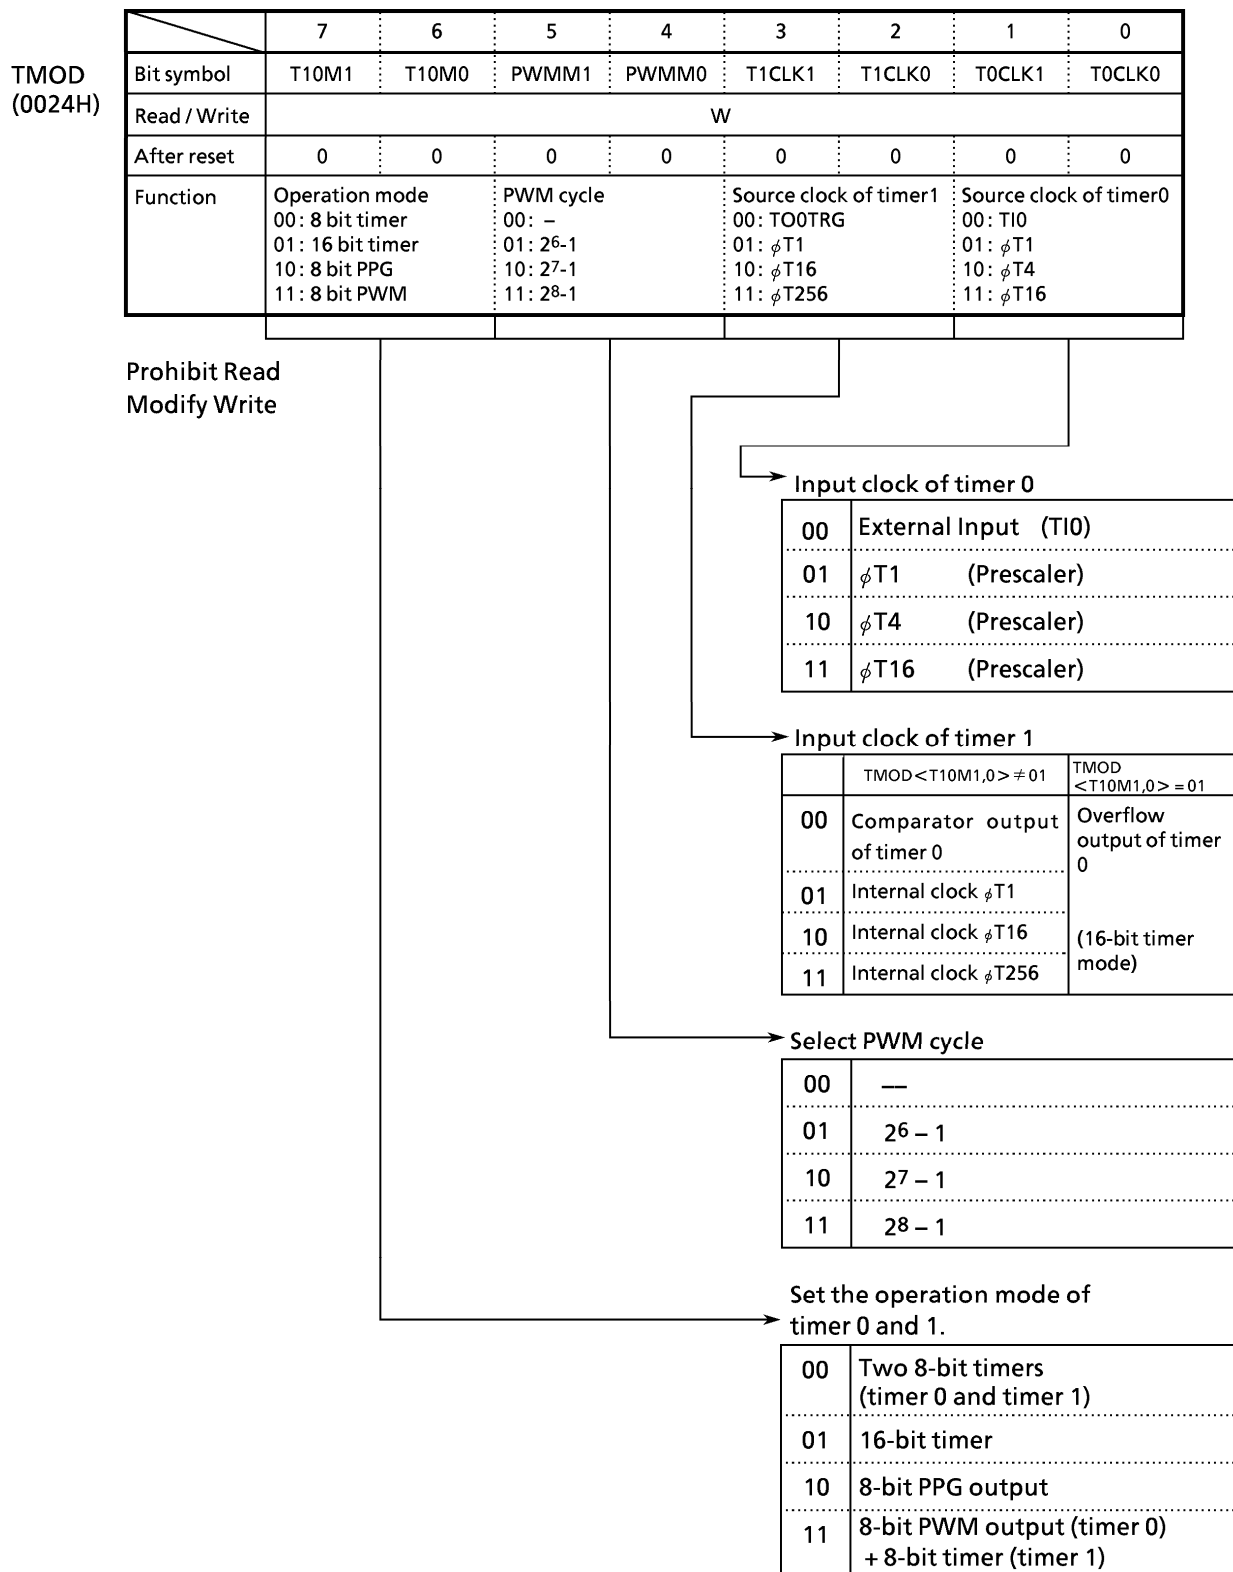 7 6 5 4 3 2 1 0
TMOD
(0024H)
Bit symbol T10M1 T10M0 PWMM1 PWMM0 T1CLK1 T1CLK0 T0CLK1 T0CLK0
Read / Write W
After reset 0 0 0 0 0 0 0 0
Function Operation mode PWM cycle Source clock of timer1 Source clock of timer0
00: 8 bit timer 00: – 00: TO0TRG 00: TI0
01: 16 bit timer 01: 2⁶-1 01: ϕT1 01: ϕT1
10: 8 bit PPG 10: 2⁷-1 10: ϕT16 10: ϕT4
11: 8 bit PWM 11: 2⁸-1 11: ϕT256 11: ϕT16
Prohibit Read
Modify Write
Input clock of timer 0
00 External Input (TI0)
01 ϕT1 (Prescaler)
10 ϕT4 (Prescaler)
11 ϕT16 (Prescaler)
Input clock of timer 1
TMOD<T10M1,0>≠01
TMOD
<T10M1,0>=01
00 Comparator output
of timer 0
01 Internal clock ϕT1
10 Internal clock ϕT16
11 Internal clock ϕT256
Overflow
output of timer
0
(16-bit timer
mode)
Select PWM cycle
00 —
01 2⁶ – 1
10 2⁷ – 1
11 2⁸ – 1
Set the operation mode of
timer 0 and 1.
00 Two 8-bit timers
(timer 0 and timer 1)
01 16-bit timer
10 8-bit PPG output
11 8-bit PWM output (timer 0)
+ 8-bit timer (timer 1)